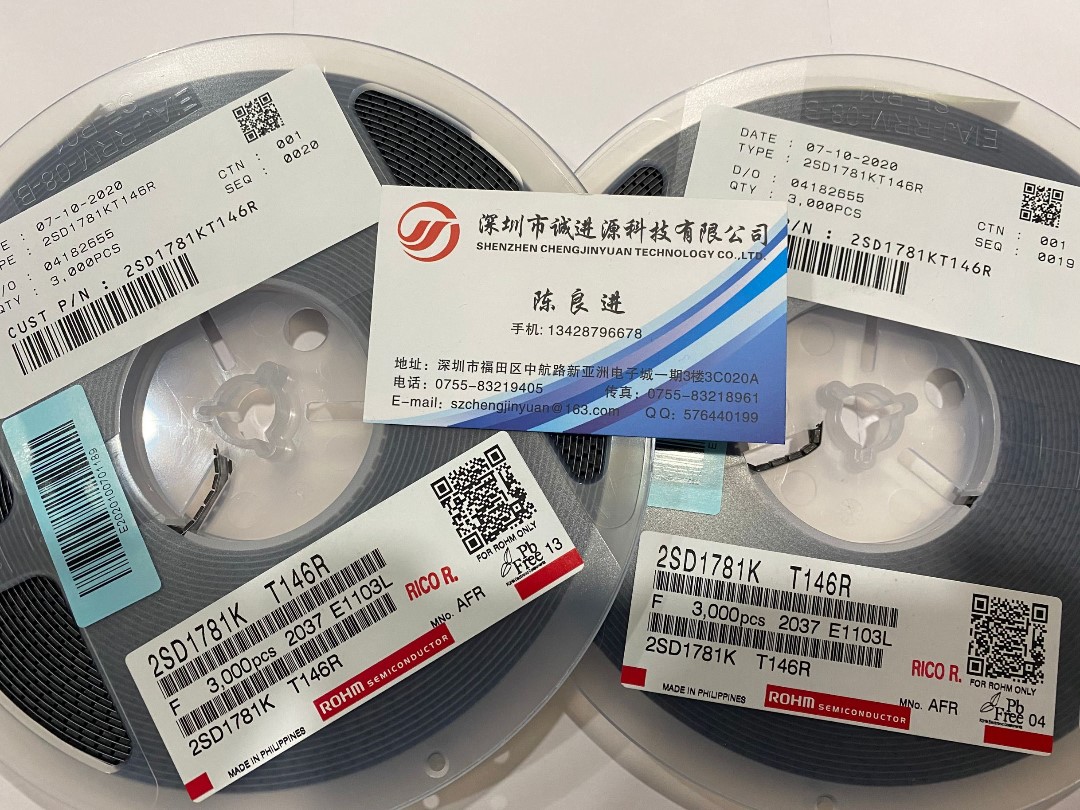 001
CTN :
0020
SEQ :
: 07-10-2020
PE : 2SD1781KT146R
: 04182655
QTY : 3,000PCS
CUST P/N : 2SD1781KT146R
DATE : 07-10-2020
TYPE : 2SD1781KT146R
D/O : 04182655
QTY : 3,000PCS
CTN : 001
SEQ : 0019
/N : 2SD1781KT146R
深圳市诚进源科技有限公司
SHENZHEN CHENGJINYUAN TECHNOLOGY CO.,LTD.
陈良进
手机: 13428796678
地址: 深圳市福田区中航路新亚洲电子城一期3楼3C020A
电话: 0755-83219405 传真: 0755-83218961
E-mail: szchengjinyuan@163.com QQ: 576440199
E2020100701189
2SD1781K T146R
F 3,000pcs 2037 E1103L
2SD1781K T146R
RICO R.
FOR ROHM ONLY
Pb
Free 13
MNo. AFR
ROHM SEMICONDUCTOR
MADE IN PHILIPPINES
2SD1781K T146R
F 3,000pcs 2037 E1103L
2SD1781K T146R
RICO R.
FOR ROHM ONLY
MADE IN PHILIPPINES
ROHM SEMICONDUCTOR
MNo. AFR
Pb
Free 04